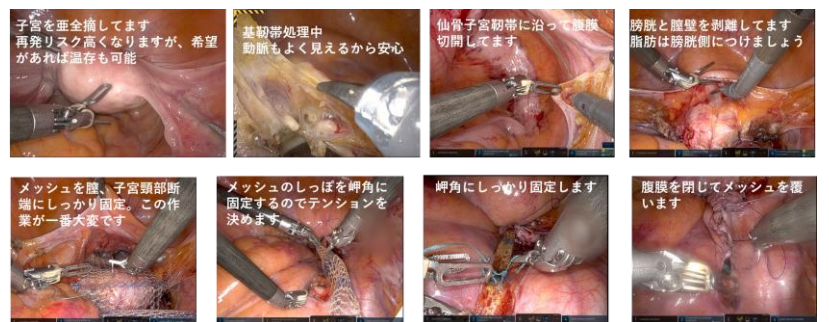 子宮を亜全摘してます
再発リスク高くなりますが、希望
があれば温存も可能
基靭帯処理中
動脈もよく見えるから安心
仙骨子宮靭帯に沿って腹膜
切開してます
膀胱と膣壁を剥離してます
脂肪は膀胱側につけましょう
メッシュを膣、子宮頸部断
端にしっかり固定。この作
業が一番大変です
メッシュのしっぽを岬角に
固定するのでテンションを
決めます
岬角にしっかり固定します
腹膜を閉じてメッシュを覆
います